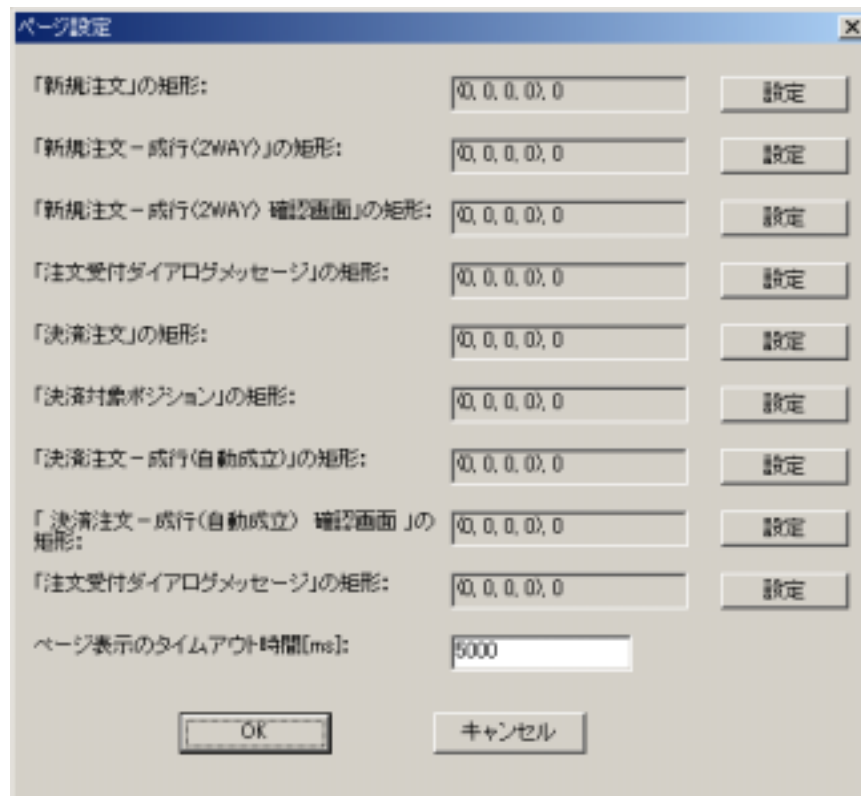 ページ設定
「新規注文」の矩形: {(0, 0, 0, 0), 0 設定
「新規注文－成行(2WAY)」の矩形: {(0, 0, 0, 0), 0 設定
「新規注文－成行(2WAY) 確認画面」の矩形: {(0, 0, 0, 0), 0 設定
「注文受付ダイアログメッセージ」の矩形: {(0, 0, 0, 0), 0 設定
「決済注文」の矩形: {(0, 0, 0, 0), 0 設定
「決済対象ポジション」の矩形: {(0, 0, 0, 0), 0 設定
「決済注文－成行(自動成立)」の矩形: {(0, 0, 0, 0), 0 設定
「 決済注文－成行(自動成立) 確認画面 」の
矩形: {(0, 0, 0, 0), 0 設定
「注文受付ダイアログメッセージ」の矩形: {(0, 0, 0, 0), 0 設定
ページ表示のタイムアウト時間[ms]: 5000
OK キャンセル